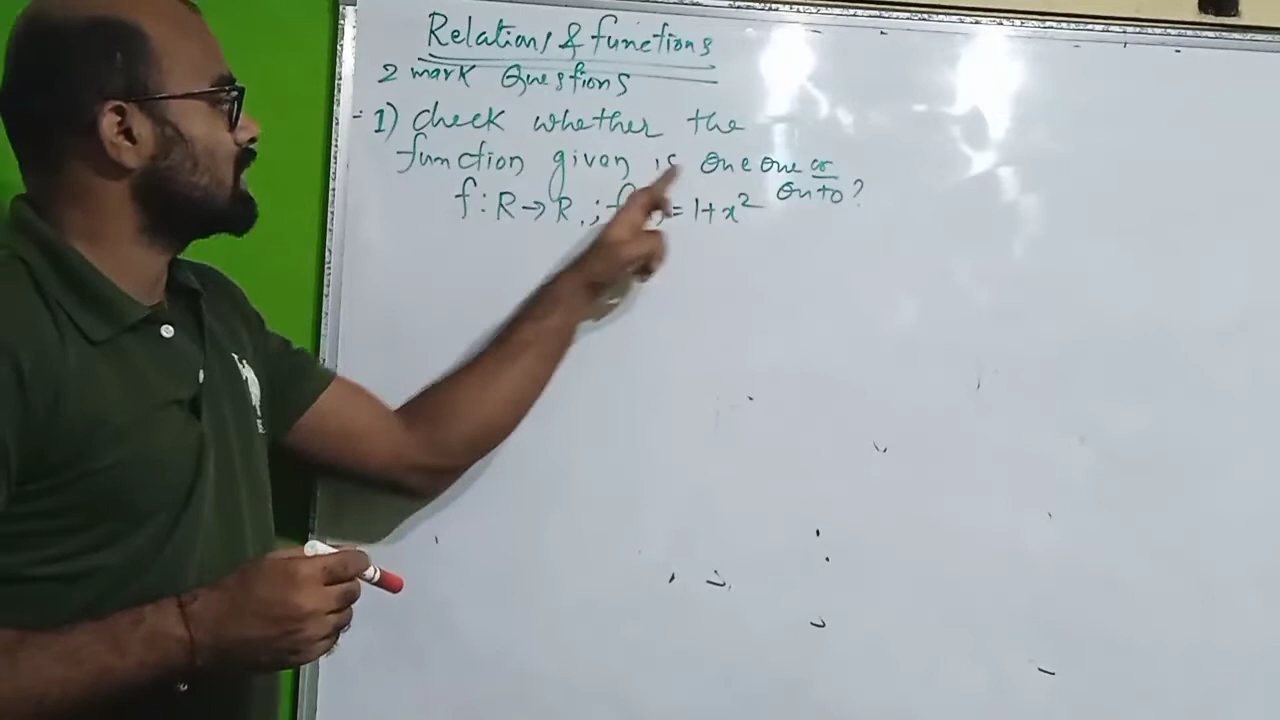 Relations & functions
2 mark Questions
1) check whether the
function given is one one or
onto?
f: R → R, ; f = 1+x²